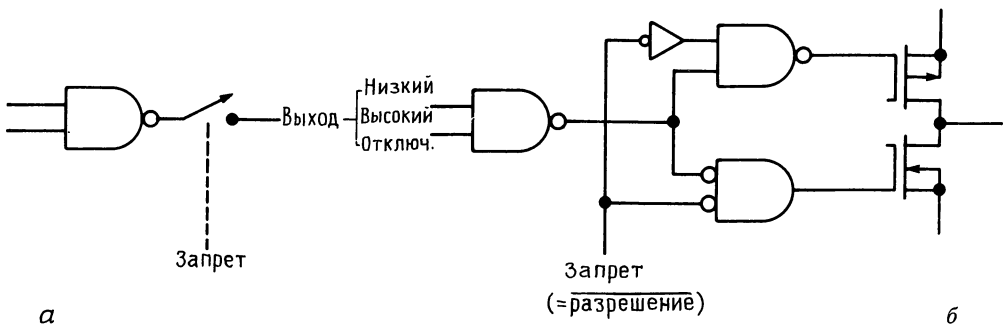 Выход
Низкий
Высокий
Отключ.
Запрет
Запрет
(=разрешение)
а
б